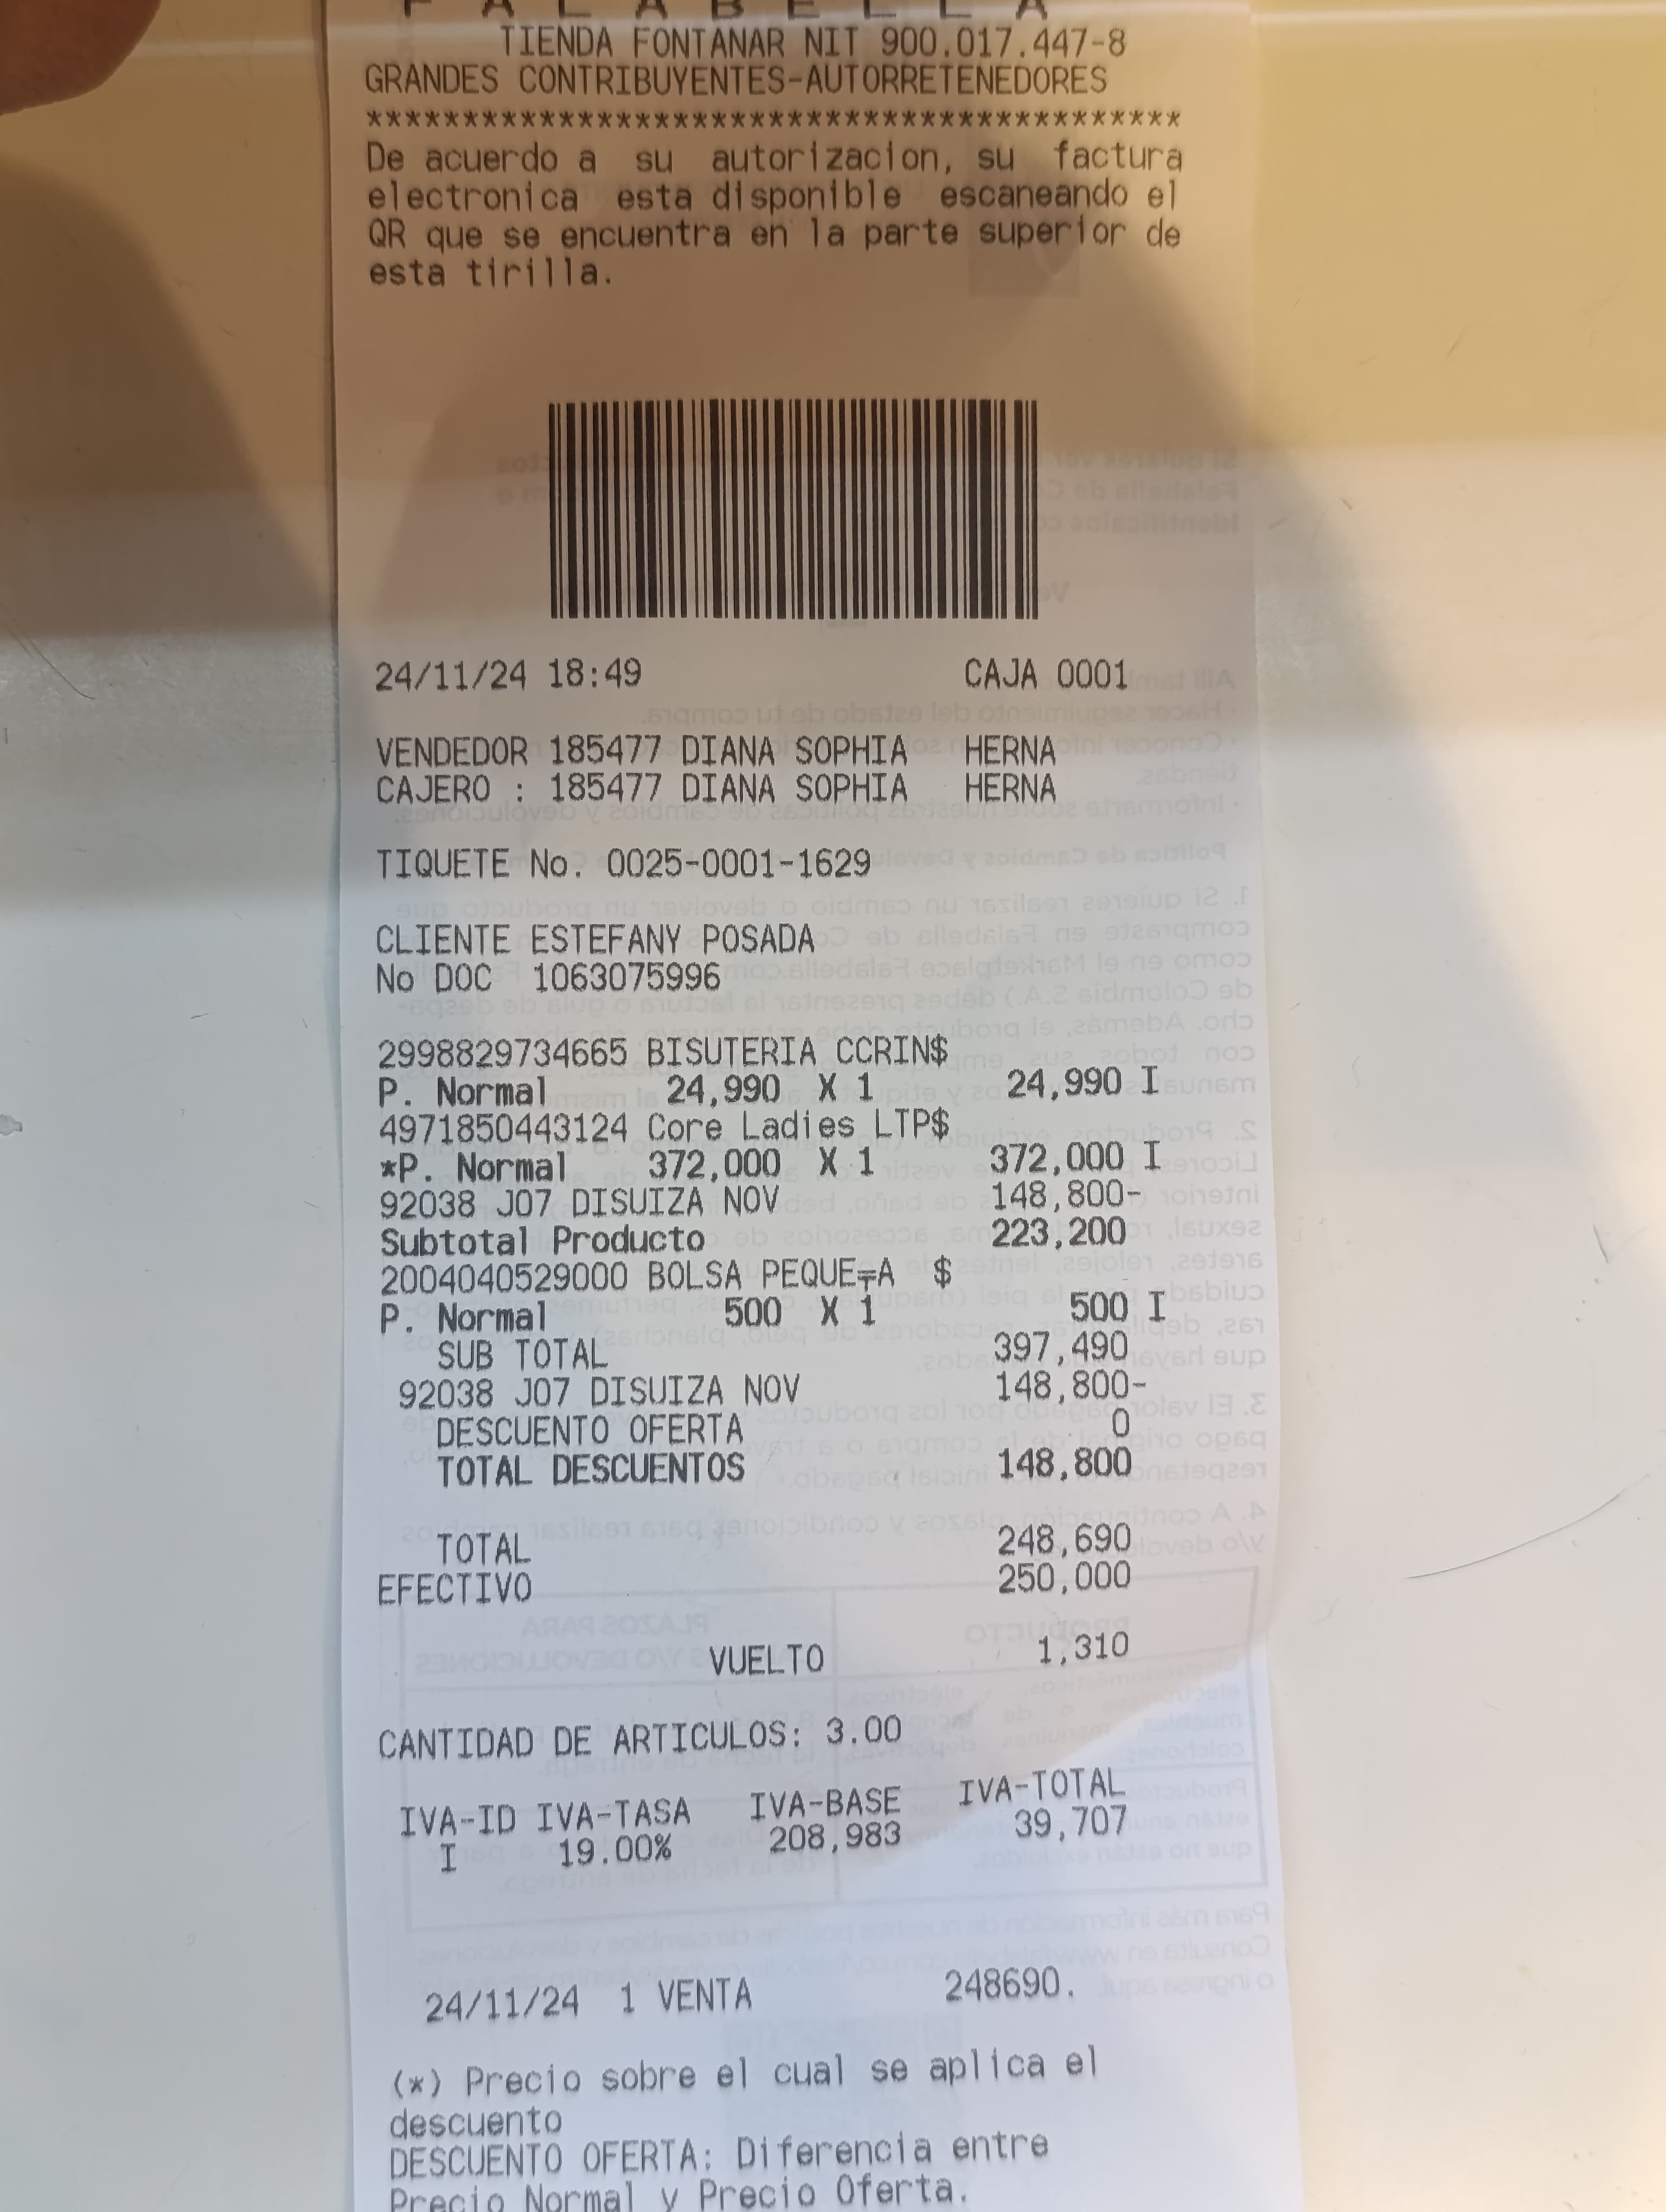 FALABELLA
TIENDA FONTANAR NIT 900.017.447-8
GRANDES CONTRIBUYENTES-AUTORRETENEDORES
*******************************************
De acuerdo a su autorizacion, su factura
electronica esta disponible escaneando el
QR que se encuentra en la parte superior de
esta tirilla.
24/11/24 18:49 CAJA 0001
VENDEDOR 185477 DIANA SOPHIA HERNA
CAJERO : 185477 DIANA SOPHIA HERNA
TIQUETE No. 0025-0001-1629
CLIENTE ESTEFANY POSADA
No DOC 1063075996
2998829734665 BISUTERIA CCRIN$
P. Normal 24,990 X 1 24,990 I
4971850443124 Core Ladies LTP$
*P. Normal 372,000 X 1 372,000 I
92038 J07 DISUIZA NOV 148,800-
Subtotal Producto 223,200
2004040529000 BOLSA PEQUE╤A $
P. Normal 500 X 1 500 I
SUB TOTAL 397,490
92038 J07 DISUIZA NOV 148,800-
DESCUENTO OFERTA 0
TOTAL DESCUENTOS 148,800
TOTAL 248,690
EFECTIVO 250,000
VUELTO 1,310
CANTIDAD DE ARTICULOS: 3.00
IVA-ID IVA-TASA IVA-BASE IVA-TOTAL
I 19.00% 208,983 39,707
24/11/24 1 VENTA 248690.
(*) Precio sobre el cual se aplica el
descuento
DESCUENTO OFERTA: Diferencia entre
Precio Normal y Precio Oferta.